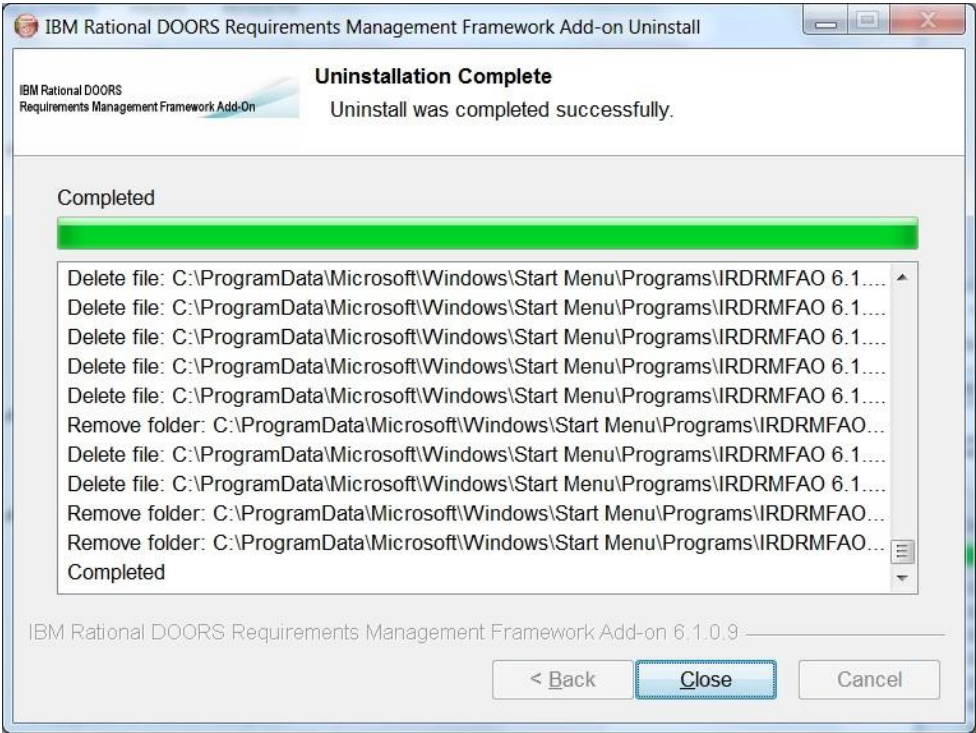 IBM Rational DOORS Requirements Management Framework Add-on Uninstall
IBM Rational DOORS
Requirements Management Framework Add-On
Uninstallation Complete
Uninstall was completed successfully.
Completed
Delete file: C:\ProgramData\Microsoft\Windows\Start Menu\Programs\IRDRMFAO 6.1....
Delete file: C:\ProgramData\Microsoft\Windows\Start Menu\Programs\IRDRMFAO 6.1....
Delete file: C:\ProgramData\Microsoft\Windows\Start Menu\Programs\IRDRMFAO 6.1....
Delete file: C:\ProgramData\Microsoft\Windows\Start Menu\Programs\IRDRMFAO 6.1....
Delete file: C:\ProgramData\Microsoft\Windows\Start Menu\Programs\IRDRMFAO 6.1....
Remove folder: C:\ProgramData\Microsoft\Windows\Start Menu\Programs\IRDRMFAO...
Delete file: C:\ProgramData\Microsoft\Windows\Start Menu\Programs\IRDRMFAO 6.1....
Delete file: C:\ProgramData\Microsoft\Windows\Start Menu\Programs\IRDRMFAO 6.1....
Remove folder: C:\ProgramData\Microsoft\Windows\Start Menu\Programs\IRDRMFAO...
Remove folder: C:\ProgramData\Microsoft\Windows\Start Menu\Programs\IRDRMFAO...
Completed
IBM Rational DOORS Requirements Management Framework Add-on 6.1.0.9
< Back
Close
Cancel